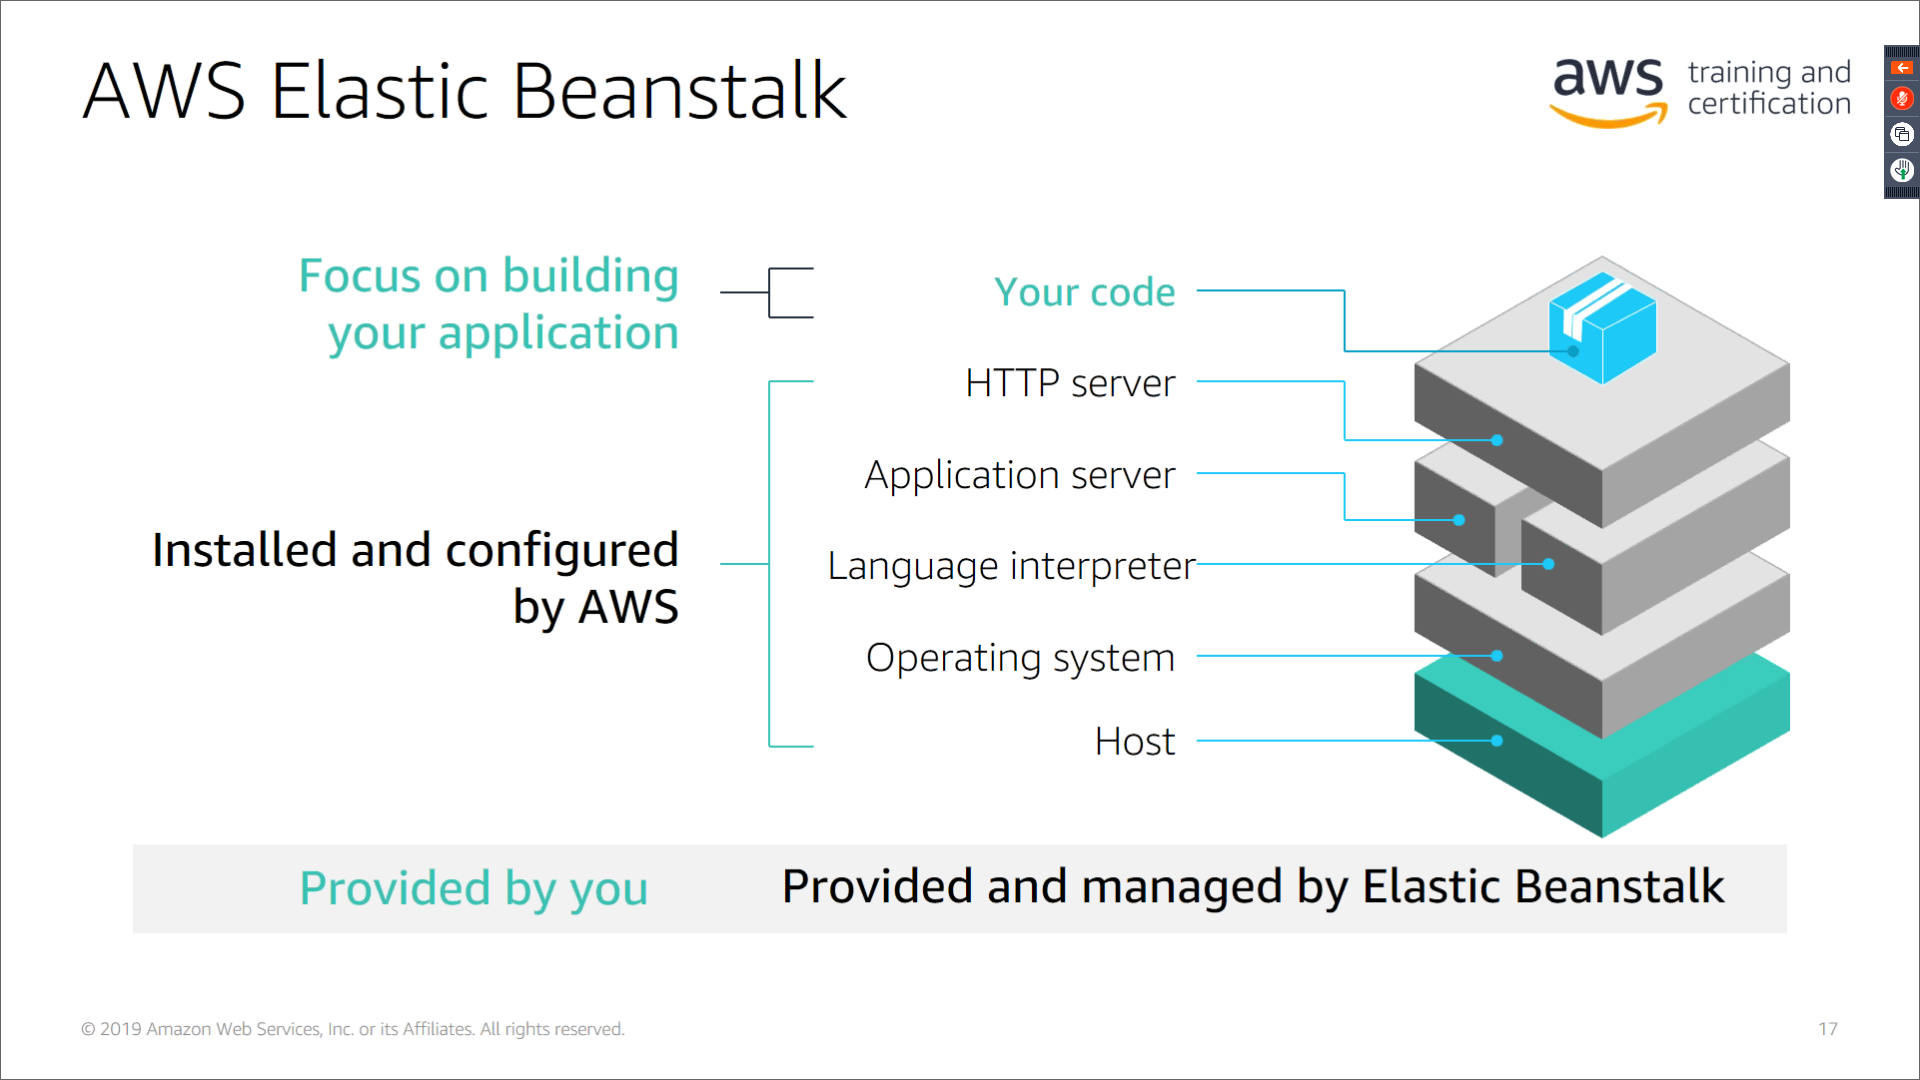 AWS Elastic Beanstalk
aws training and
certification
Focus on building
your application
Your code
HTTP server
Application server
Installed and configured
by AWS
Language interpreter
Operating system
Host
Provided by you
Provided and managed by Elastic Beanstalk
© 2019 Amazon Web Services, Inc. or its Affiliates. All rights reserved.
17